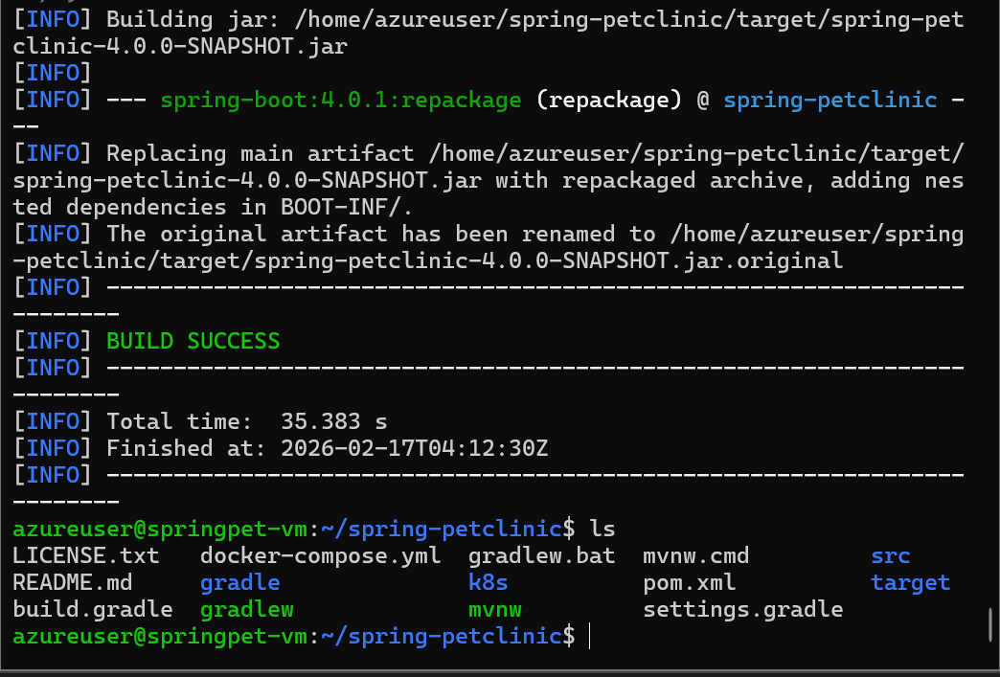 [INFO] Building jar: /home/azureuser/spring-petclinic/target/spring-pet
clinic-4.0.0-SNAPSHOT.jar
[INFO]
[INFO] --- spring-boot:4.0.1:repackage (repackage) @ spring-petclinic -
--
[INFO] Replacing main artifact /home/azureuser/spring-petclinic/target/
spring-petclinic-4.0.0-SNAPSHOT.jar with repackaged archive, adding nes
ted dependencies in BOOT-INF/.
[INFO] The original artifact has been renamed to /home/azureuser/spring
-petclinic/target/spring-petclinic-4.0.0-SNAPSHOT.jar.original
[INFO] ----------------------------------------------------------------
--------
[INFO] BUILD SUCCESS
[INFO] ----------------------------------------------------------------
--------
[INFO] Total time:  35.383 s
[INFO] Finished at: 2026-02-17T04:12:30Z
[INFO] ----------------------------------------------------------------
--------
azureuser@springpet-vm:~/spring-petclinic$ ls
LICENSE.txt   docker-compose.yml  gradlew.bat  mvnw.cmd         src
README.md     gradle              k8s          pom.xml          target
build.gradle  gradlew             mvnw         settings.gradle
azureuser@springpet-vm:~/spring-petclinic$